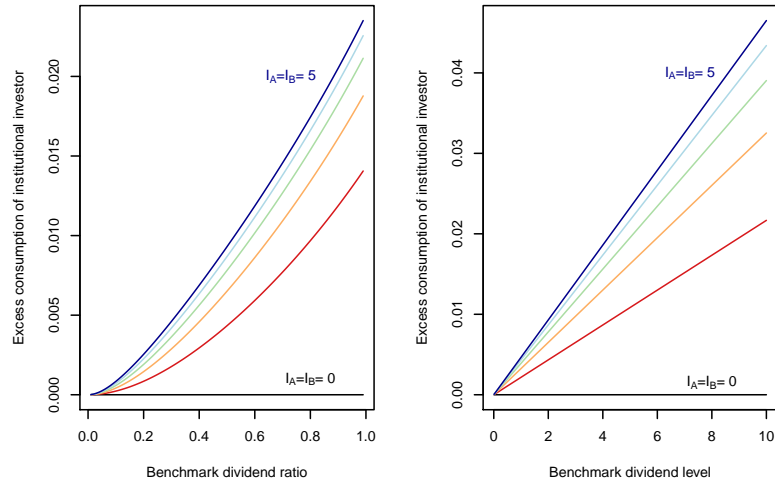 Excess consumption of institutional investor
0.000 0.005 0.010 0.015 0.020
I_A=I_B= 5
I_A=I_B= 0
0.0 0.2 0.4 0.6 0.8 1.0
Benchmark dividend ratio
Excess consumption of institutional investor
0.00 0.01 0.02 0.03 0.04
I_A=I_B= 5
I_A=I_B= 0
0 2 4 6 8 10
Benchmark dividend level